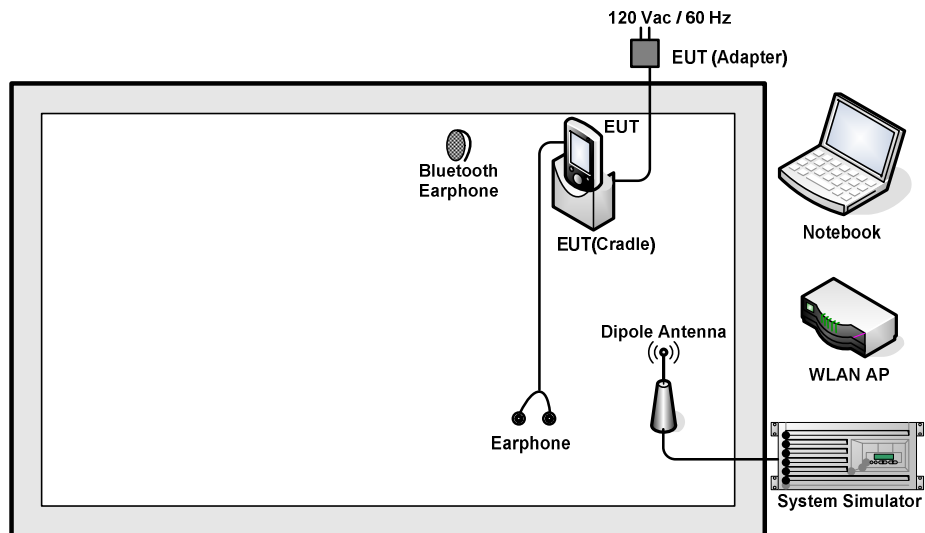 120 Vac / 60 Hz
EUT (Adapter)
EUT
Bluetooth
Earphone
EUT(Cradle)
Notebook
Dipole Antenna
WLAN AP
Earphone
System Simulator